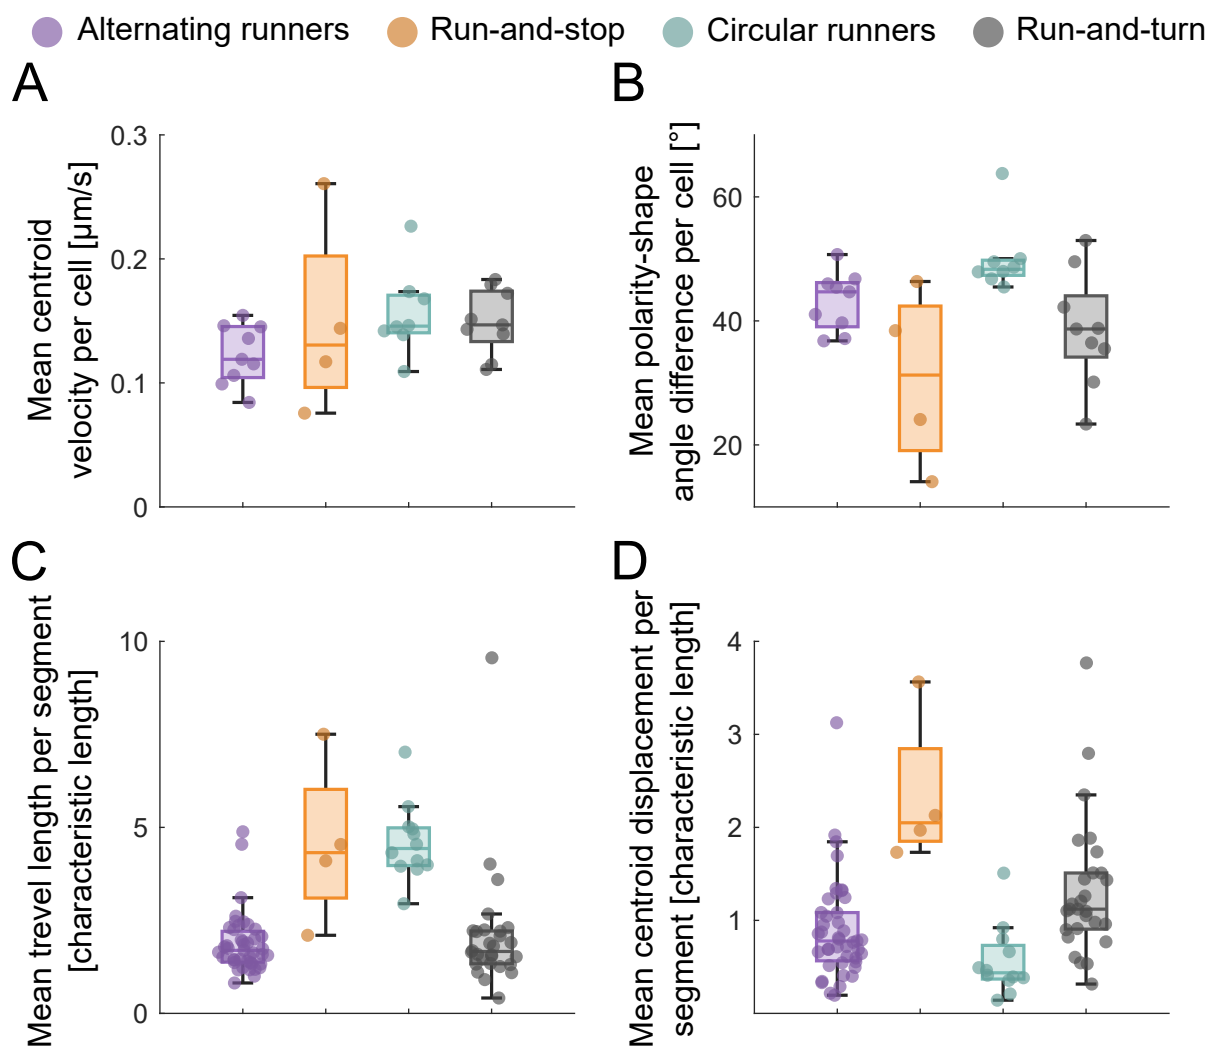 Alternating runners Run-and-stop Circular runners Run-and-turn
A
Mean centroid
velocity per cell [µm/s]
0.3
0.2
0.1
0
B
Mean polarity-shape
angle difference per cell [°]
60
40
20
C
Mean trevel length per segment
[characteristic length]
10
5
0
D
Mean centroid displacement per
segment [characteristic length]
4
3
2
1